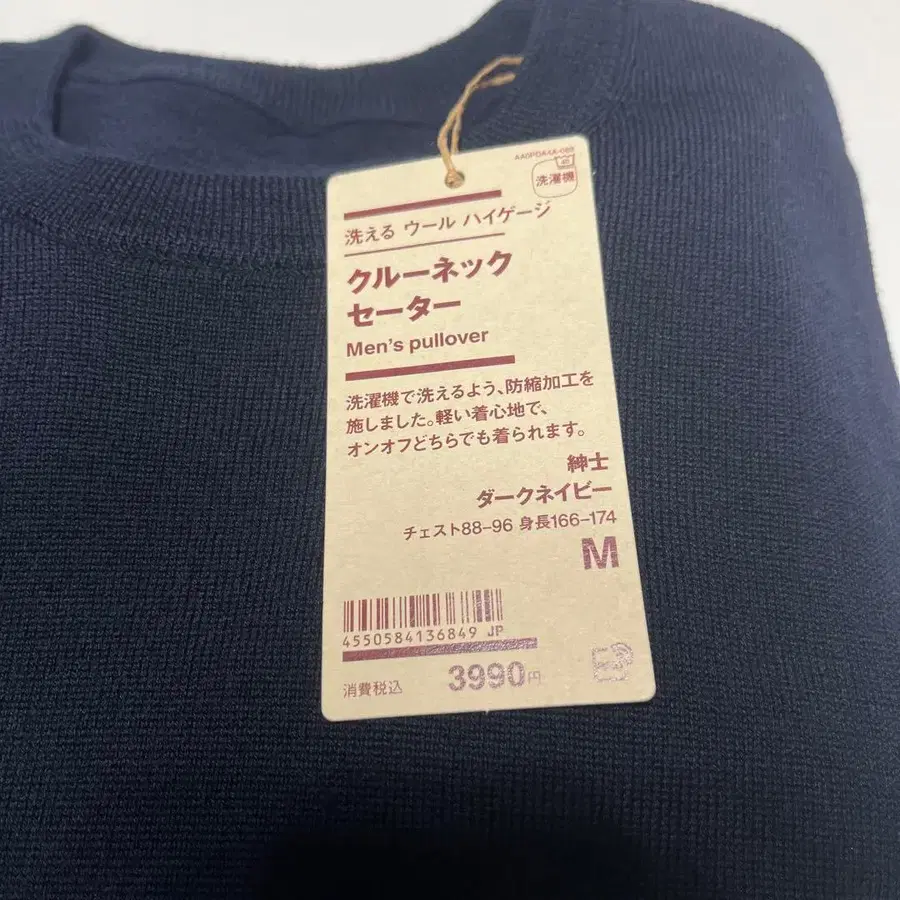 洗濯機
洗える ウール ハイゲージ
クルーネック
セーター
Men's pullover
洗濯機で洗えるよう、防縮加工を
施しました。軽い着心地で、
オンオフどちらでも着られます。
紳士
ダークネイビー
チェスト88–96 身長166–174
M
4550584136849 JP
消費税込 3990円